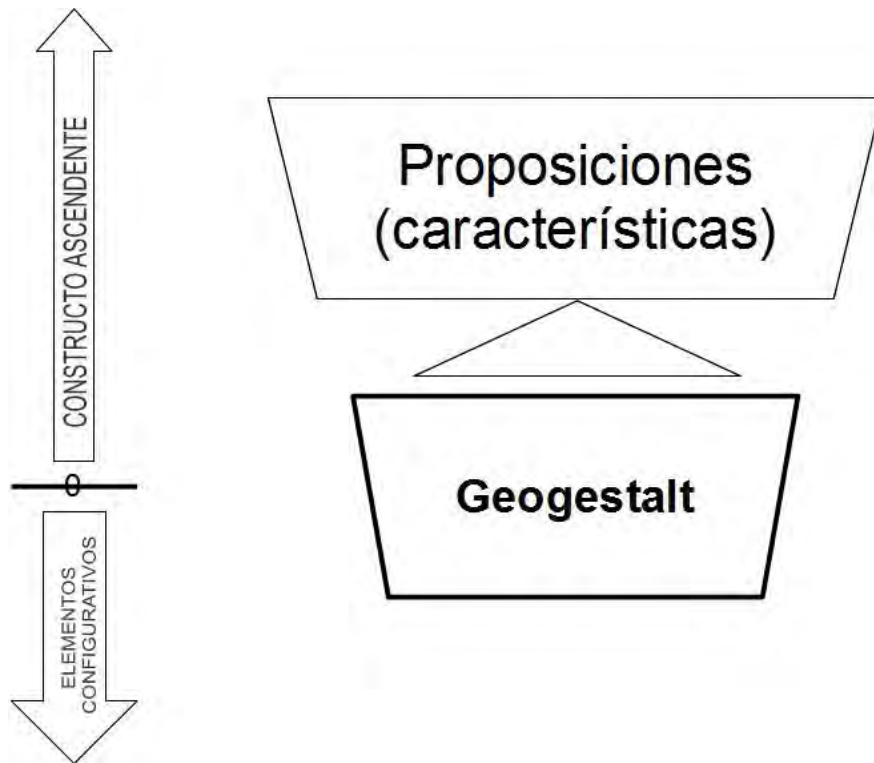 CONSTRUCTO ASCENDENTE
0
ELEMENTOS
CONFIGURATIVOS
Proposiciones
(características)
Geogestalt